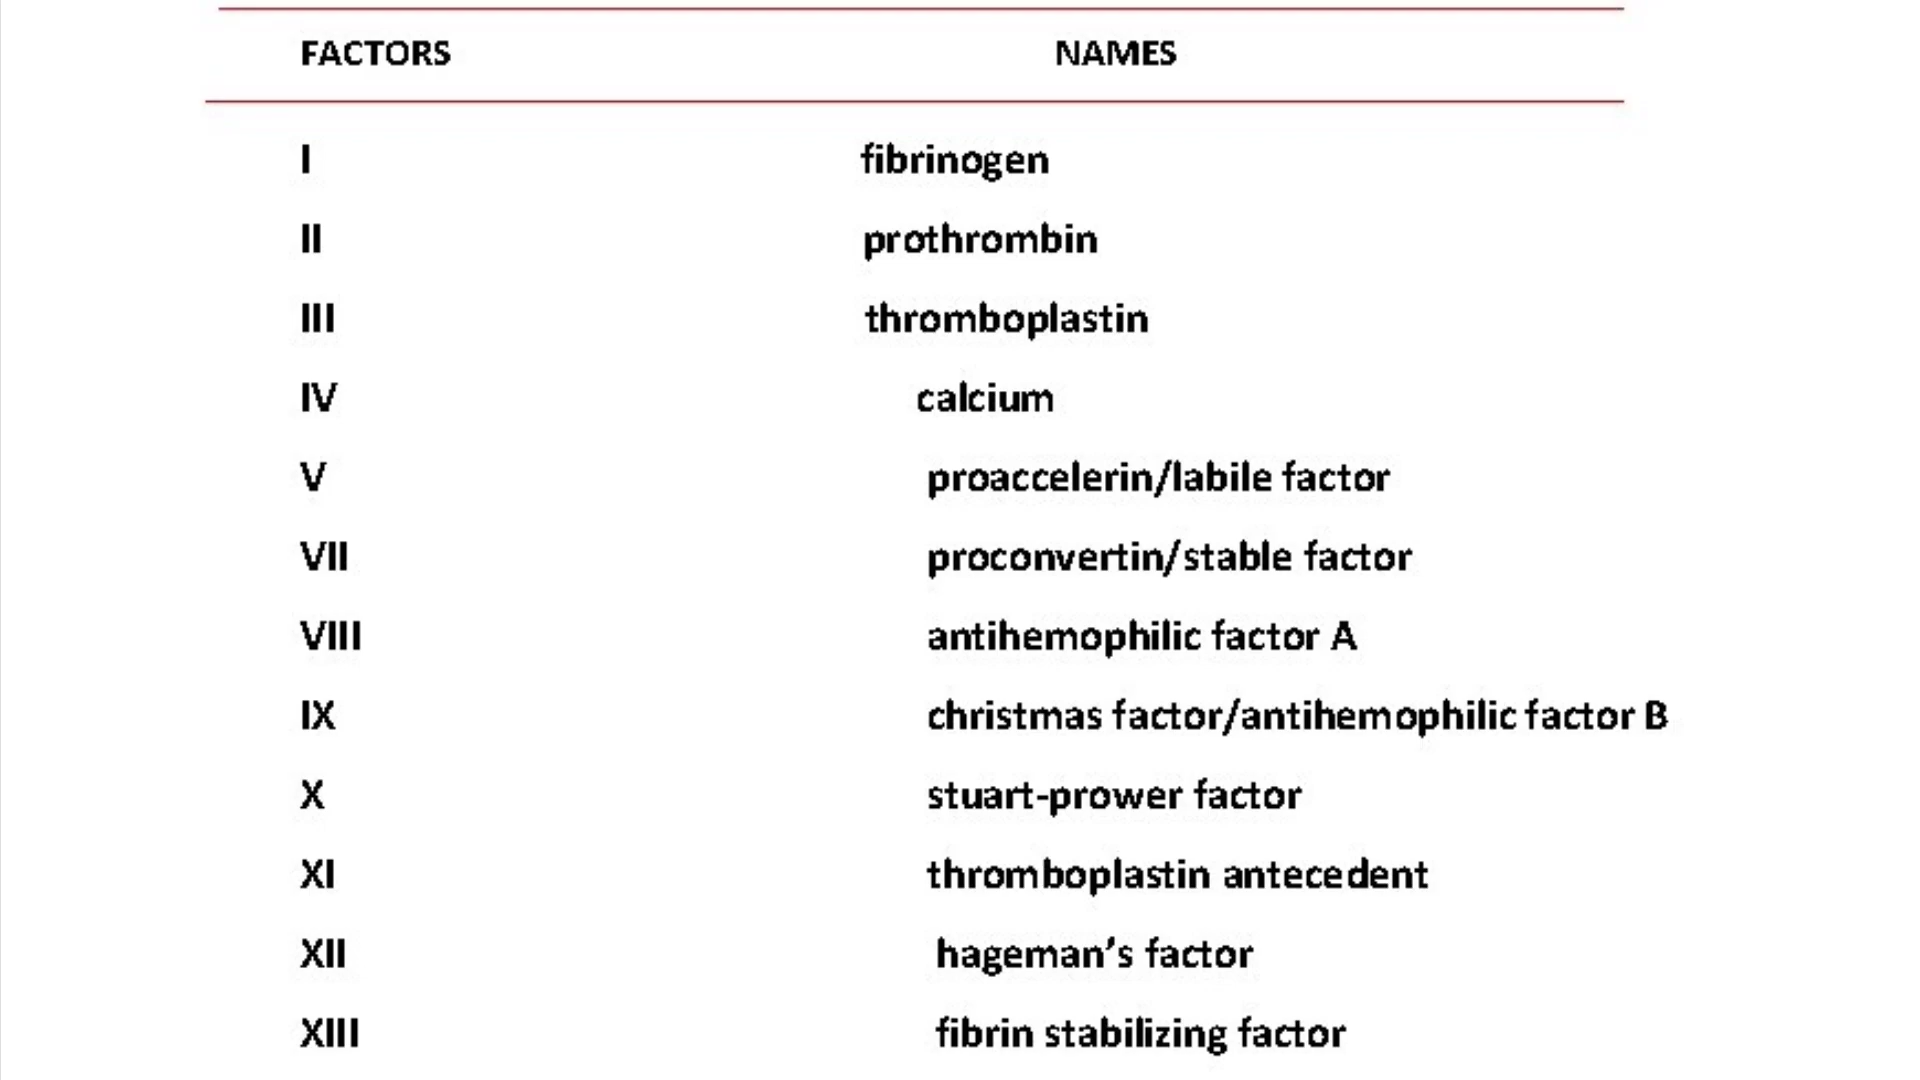 FACTORS NAMES
I fibrinogen
II prothrombin
III thromboplastin
IV calcium
V proaccelerin/labile factor
VII proconvertin/stable factor
VIII antihemophilic factor A
IX christmas factor/antihemophilic factor B
X stuart-prower factor
XI thromboplastin antecedent
XII hageman's factor
XIII fibrin stabilizing factor